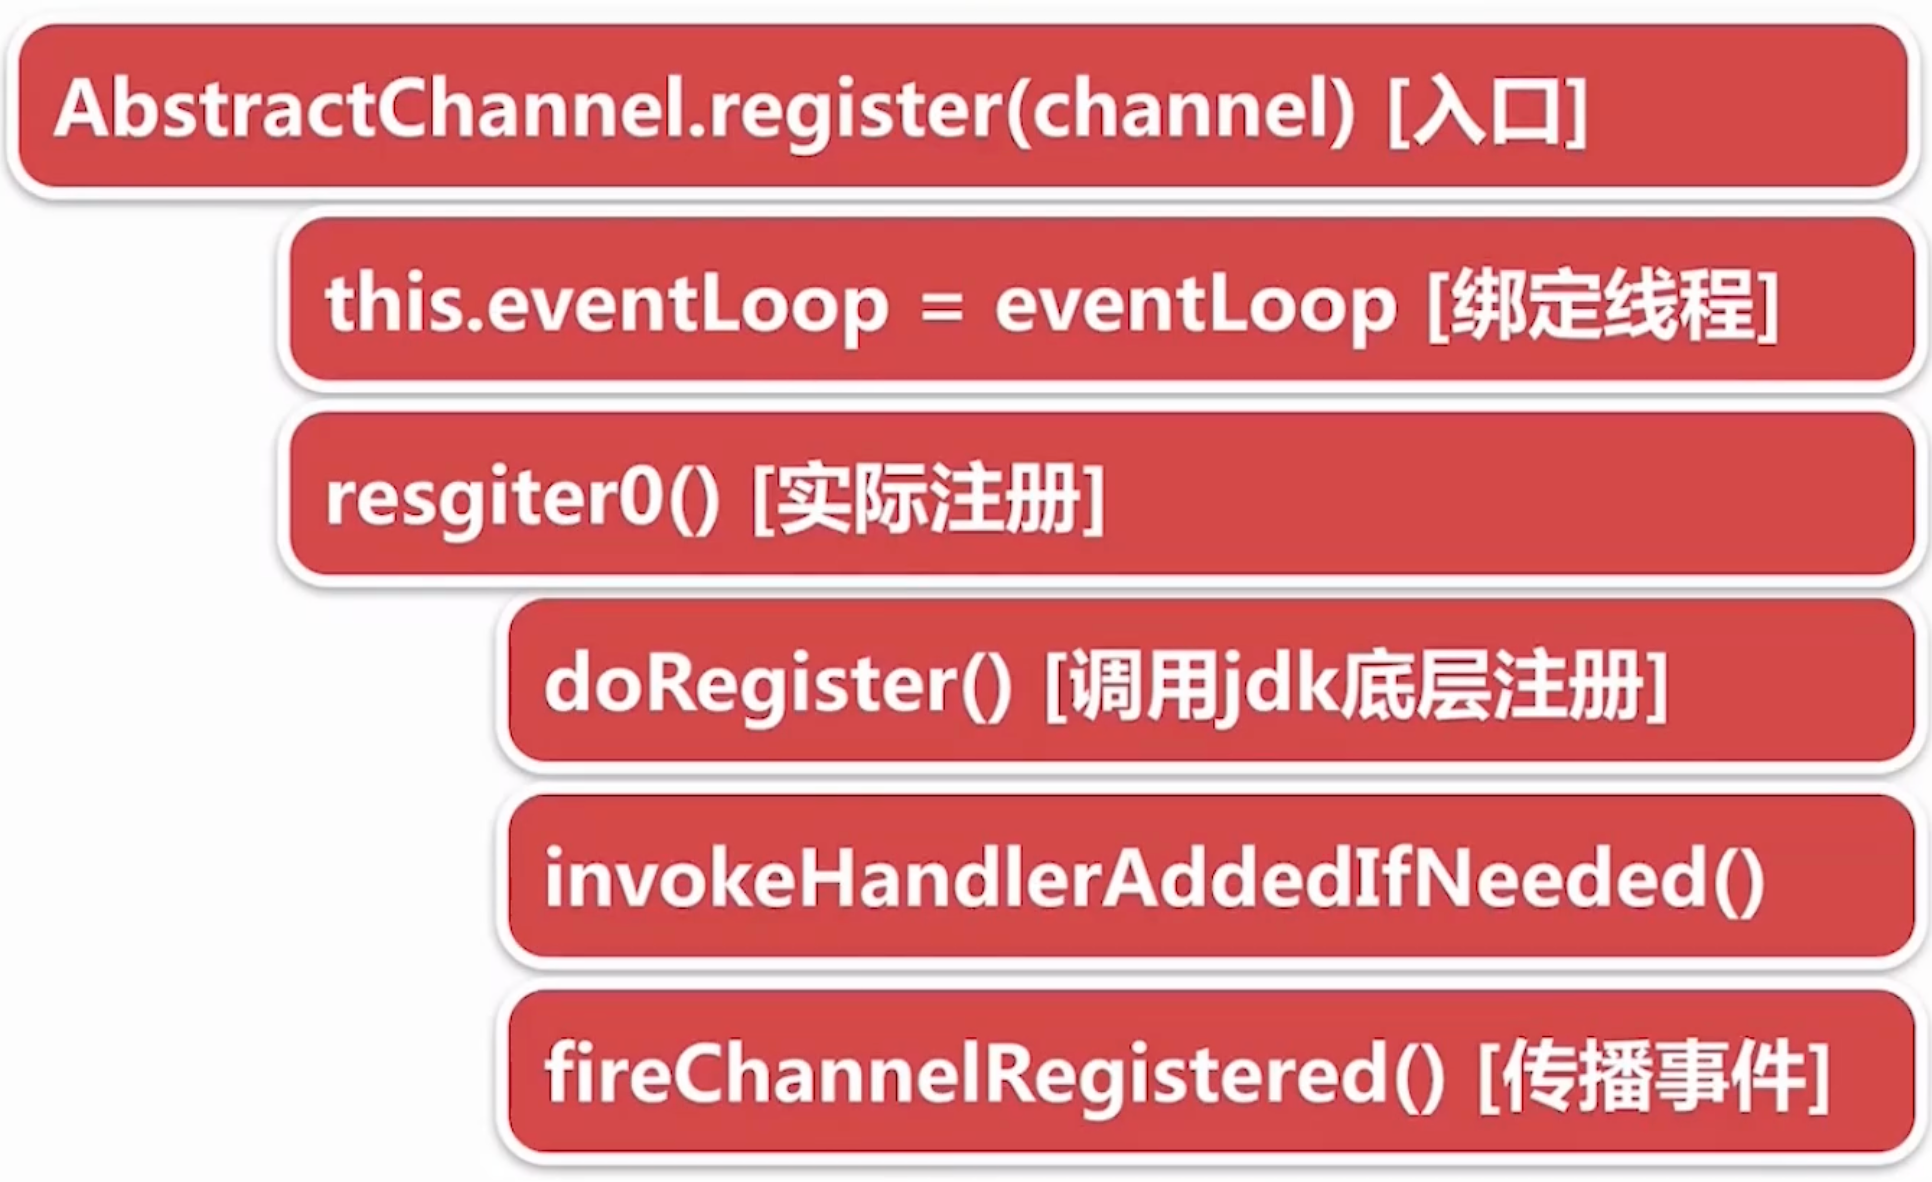 AbstractChannel.register(channel) [入口]
this.eventLoop = eventLoop [绑定线程]
resgiter0() [实际注册]
doRegister() [调用jdk底层注册]
invokeHandlerAddedIfNeeded()
fireChannelRegistered() [传播事件]